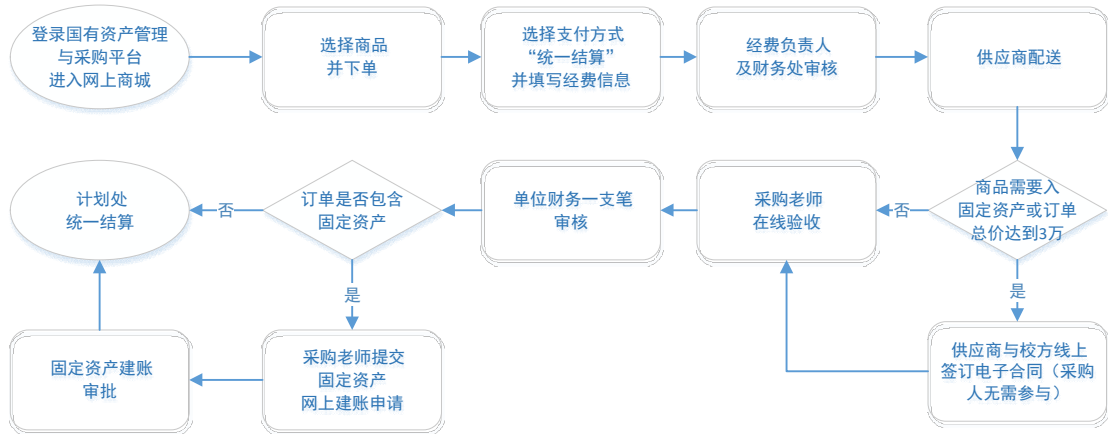 登录国有资产管理
与采购平台
进入网上商城
选择商品
并下单
选择支付方式
“统一结算”
并填写经费信息
经费负责人
及财务处审核
供应商配送
商品需要入
固定资产或订单
总价达到3万
否
是
供应商与校方线上
签订电子合同（采购
人无需参与）
采购老师
在线验收
单位财务一支笔
审核
订单是否包含
固定资产
否
是
计划处
统一结算
采购老师提交
固定资产
网上建账申请
固定资产建账
审批